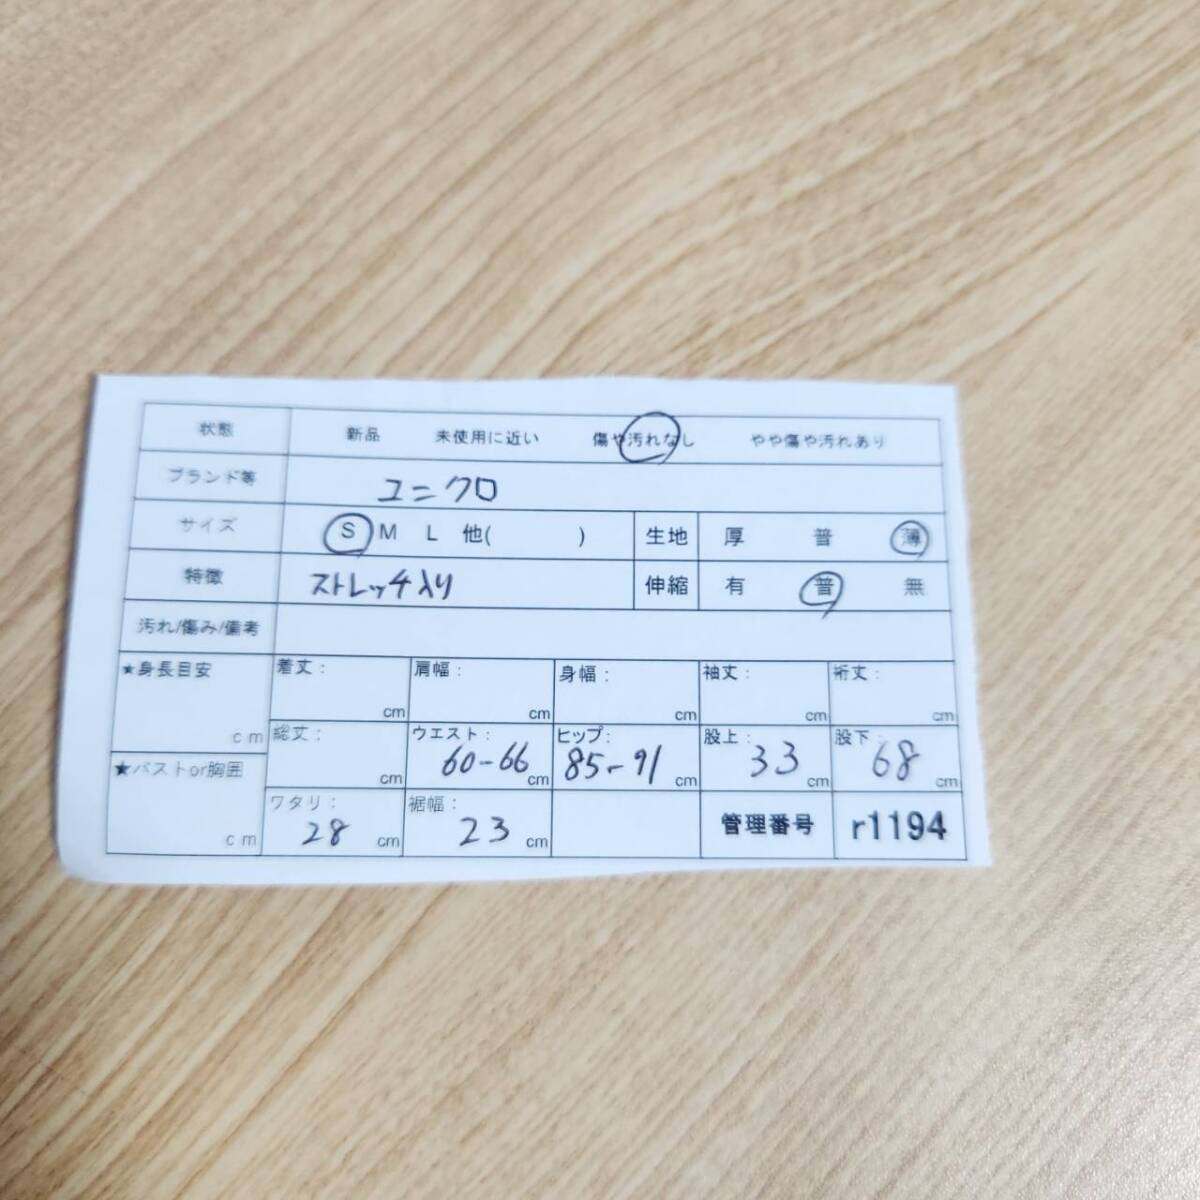 状態 新品 未使用に近い 傷や汚れなし やや傷や汚れあり
ブランド等 ユニクロ
サイズ S M L 他( ) 生地 厚 普 薄
特徴 ストレッチ入り 伸縮 有 普 無
汚れ/傷み/備考
★身長目安 cm 着丈: cm 肩幅: cm 身幅: cm 袖丈: cm 裄丈: cm
総丈: cm ウエスト: 60-66 cm ヒップ: 85-91 cm 股上: 33 cm 股下: 68 cm
★バストor胸囲 cm ワタリ: 28 cm 裾幅: 23 cm 管理番号 r1194